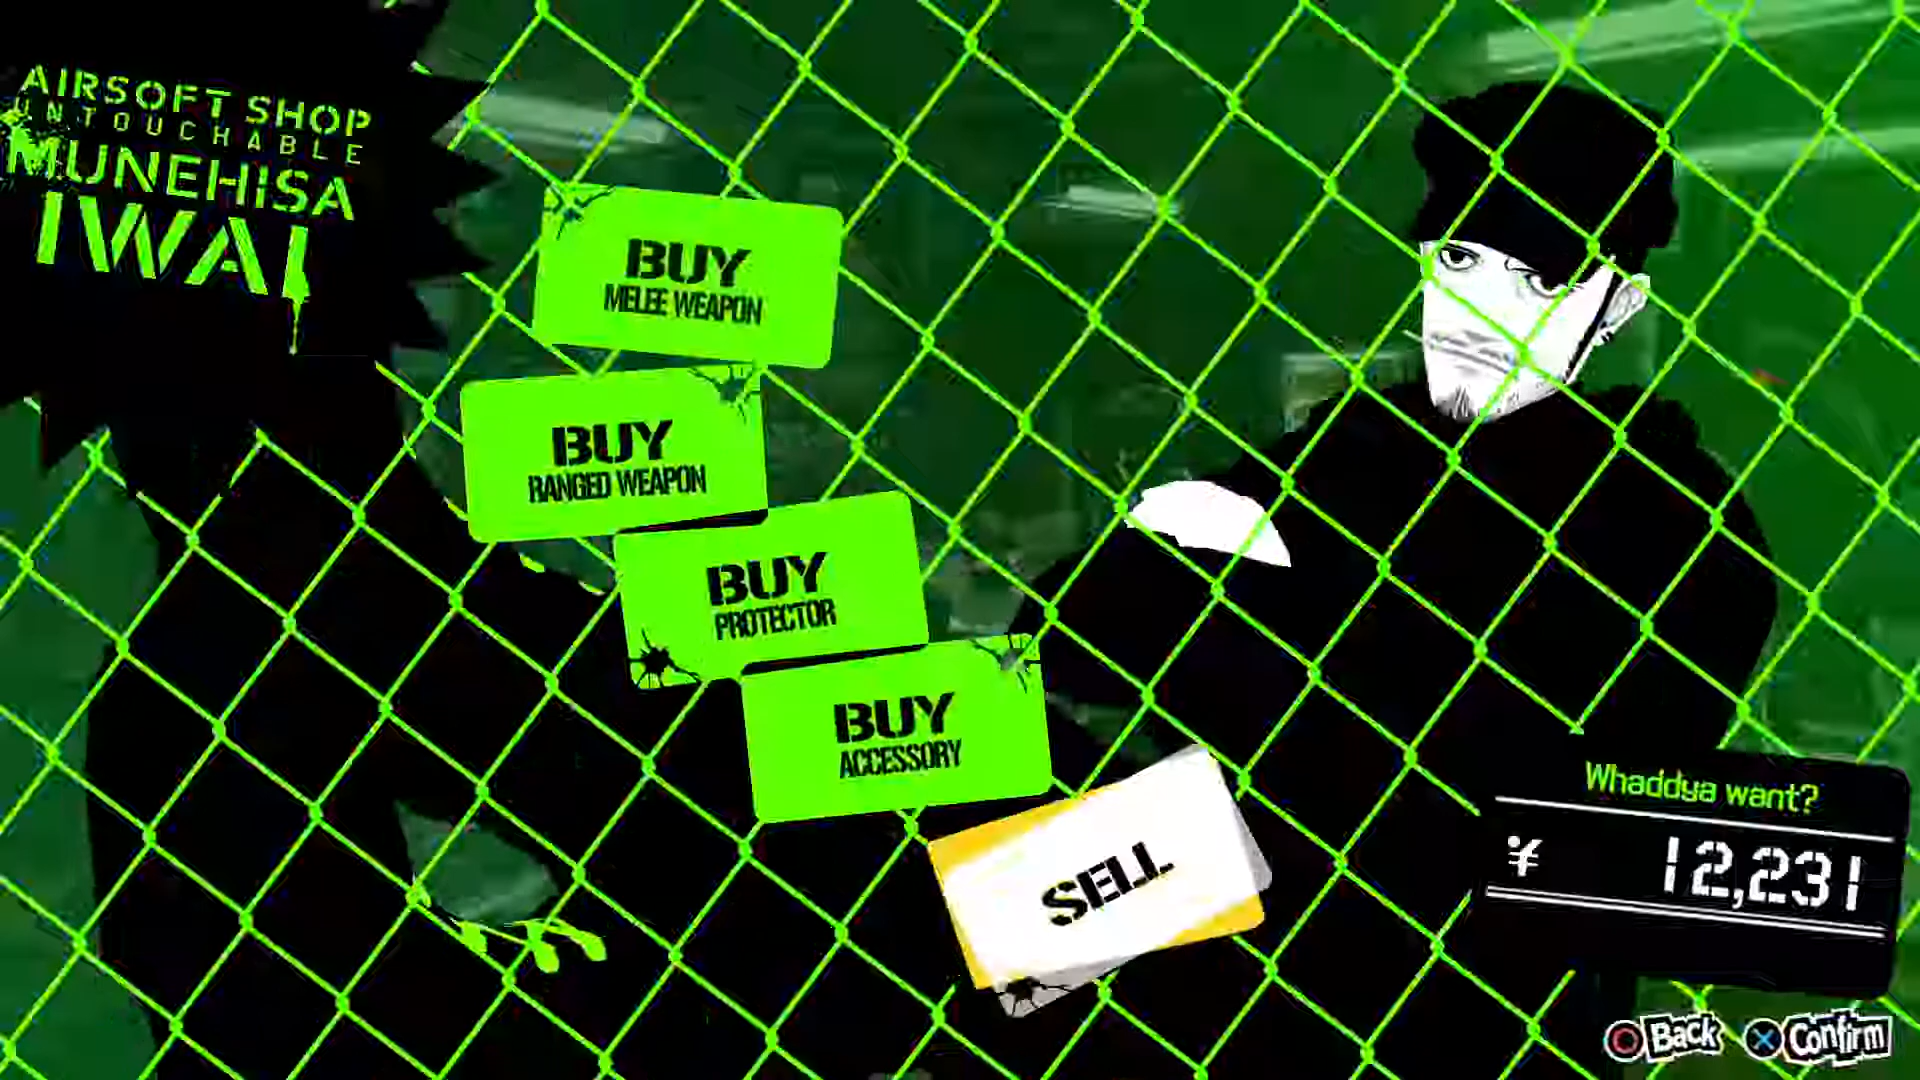 AIRSOFT SHOP
UNTOUCHABLE
MUNEHISA
IWAI
BUY
MELEE WEAPON
BUY
RANGED WEAPON
BUY
PROTECTOR
BUY
ACCESSORY
SELL
Whaddya want?
¥ 12,231
Back Confirm